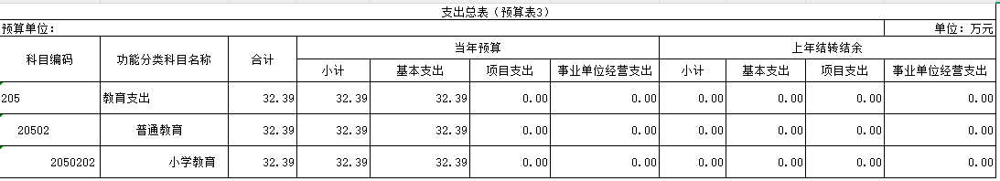 支出总表（预算表3）
预算单位： 单位：万元
科目编码 功能分类科目名称 合计 当年预算 上年结转结余
小计 基本支出 项目支出 事业单位经营支出 小计 基本支出 项目支出 事业单位经营支出
205 教育支出 32.39 32.39 32.39 0.00 0.00 0.00 0.00 0.00 0.00
20502 普通教育 32.39 32.39 32.39 0.00 0.00 0.00 0.00 0.00 0.00
2050202 小学教育 32.39 32.39 32.39 0.00 0.00 0.00 0.00 0.00 0.00